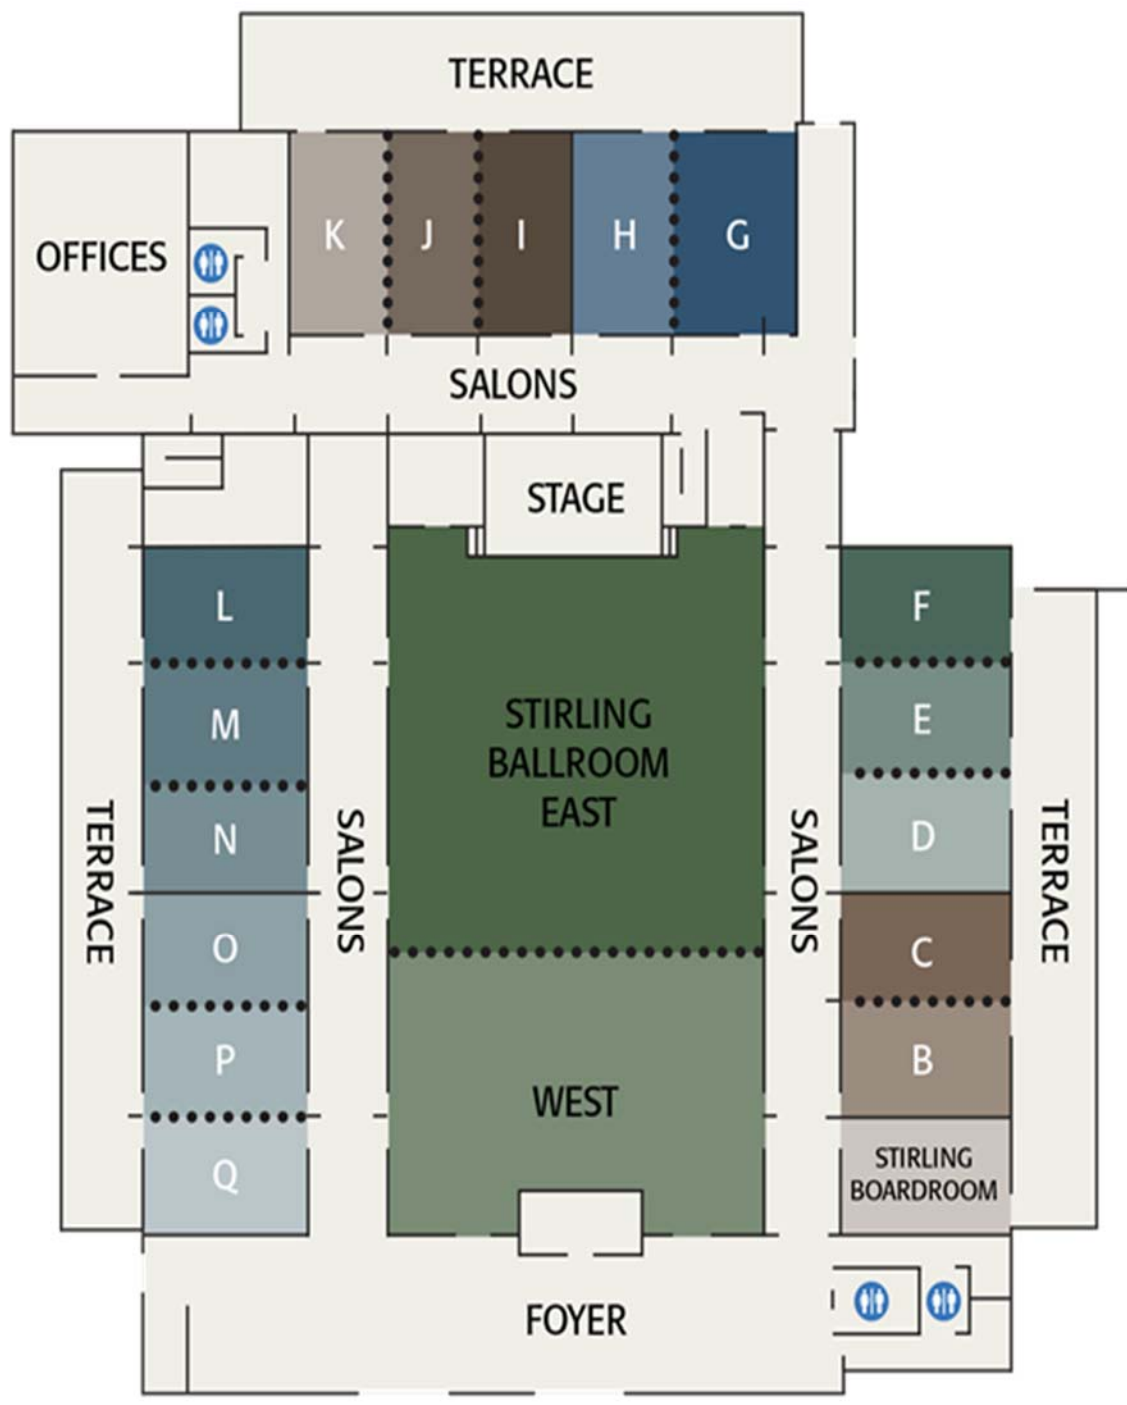 TERRACE
OFFICES
K
J
I
H
G
SALONS
STAGE
L
F
M
STIRLING
BALLROOM
EAST
E
N
D
TERRACE
SALONS
SALONS
TERRACE
O
C
P
B
WEST
Q
STIRLING
BOARDROOM
FOYER